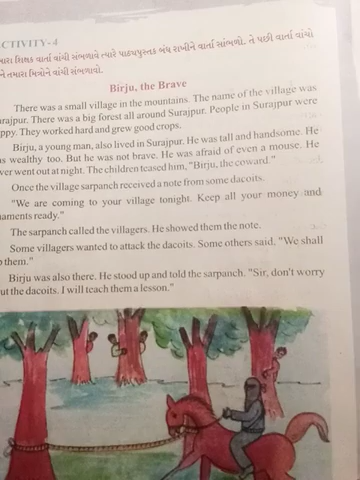 CTIVITY-4
મારા શિક્ષક વાર્તા વાંચી સંભળાવે ત્યારે પાઠ્યપુસ્તક બંધ રાખીને વાર્તા સાંભળો. તે પછી વાર્તા વાંચો
ને તમારા મિત્રોને વાંચી સંભળાવો.
Birju, the Brave
There was a small village in the mountains. The name of the village was
urajpur. There was a big forest all around Surajpur. People in Surajpur were
ppy. They worked hard and grew good crops.
Birju, a young man, also lived in Surajpur. He was tall and handsome. He
as wealthy too. But he was not brave. He was afraid of even a mouse. He
ver went out at night. The children teased him, "Birju, the coward."
Once the village sarpanch received a note from some dacoits.
"We are coming to your village tonight. Keep all your money and
naments ready."
The sarpanch called the villagers. He showed them the note.
Some villagers wanted to attack the dacoits. Some others said, "We shall
them."
Birju was also there. He stood up and told the sarpanch. "Sir, don't worry
ut the dacoits. I will teach them a lesson."